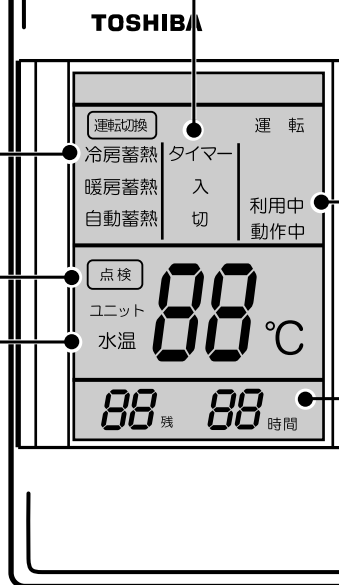 TOSHIBA
運転切換 運 転
冷房蓄熱 タイマー
暖房蓄熱 入
自動蓄熱 切 利用中
動作中
点検 88 ℃
ユニット
水温
88 残 88 時間